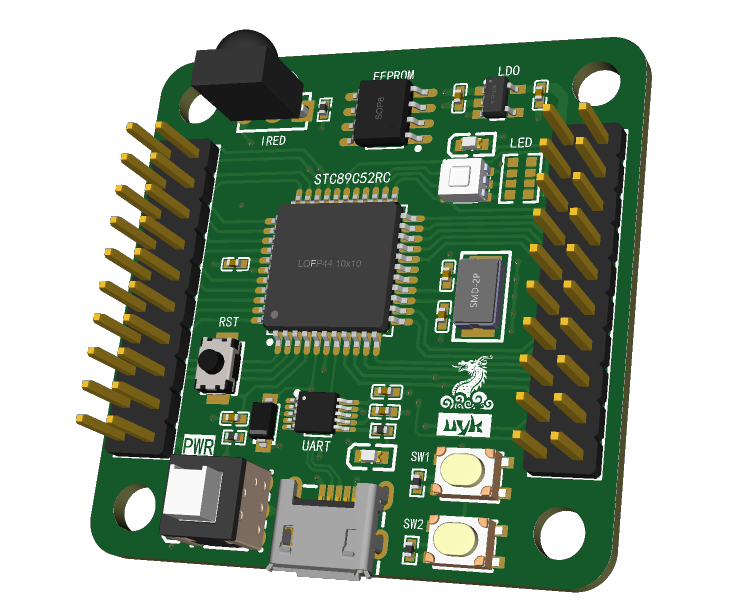 EEPROM
LDO
SOP8
IRED
LED
STC89C52RC
LQFP44 10x10
SMD-2P
RST
uyk
UART
PWR
SW1
SW2